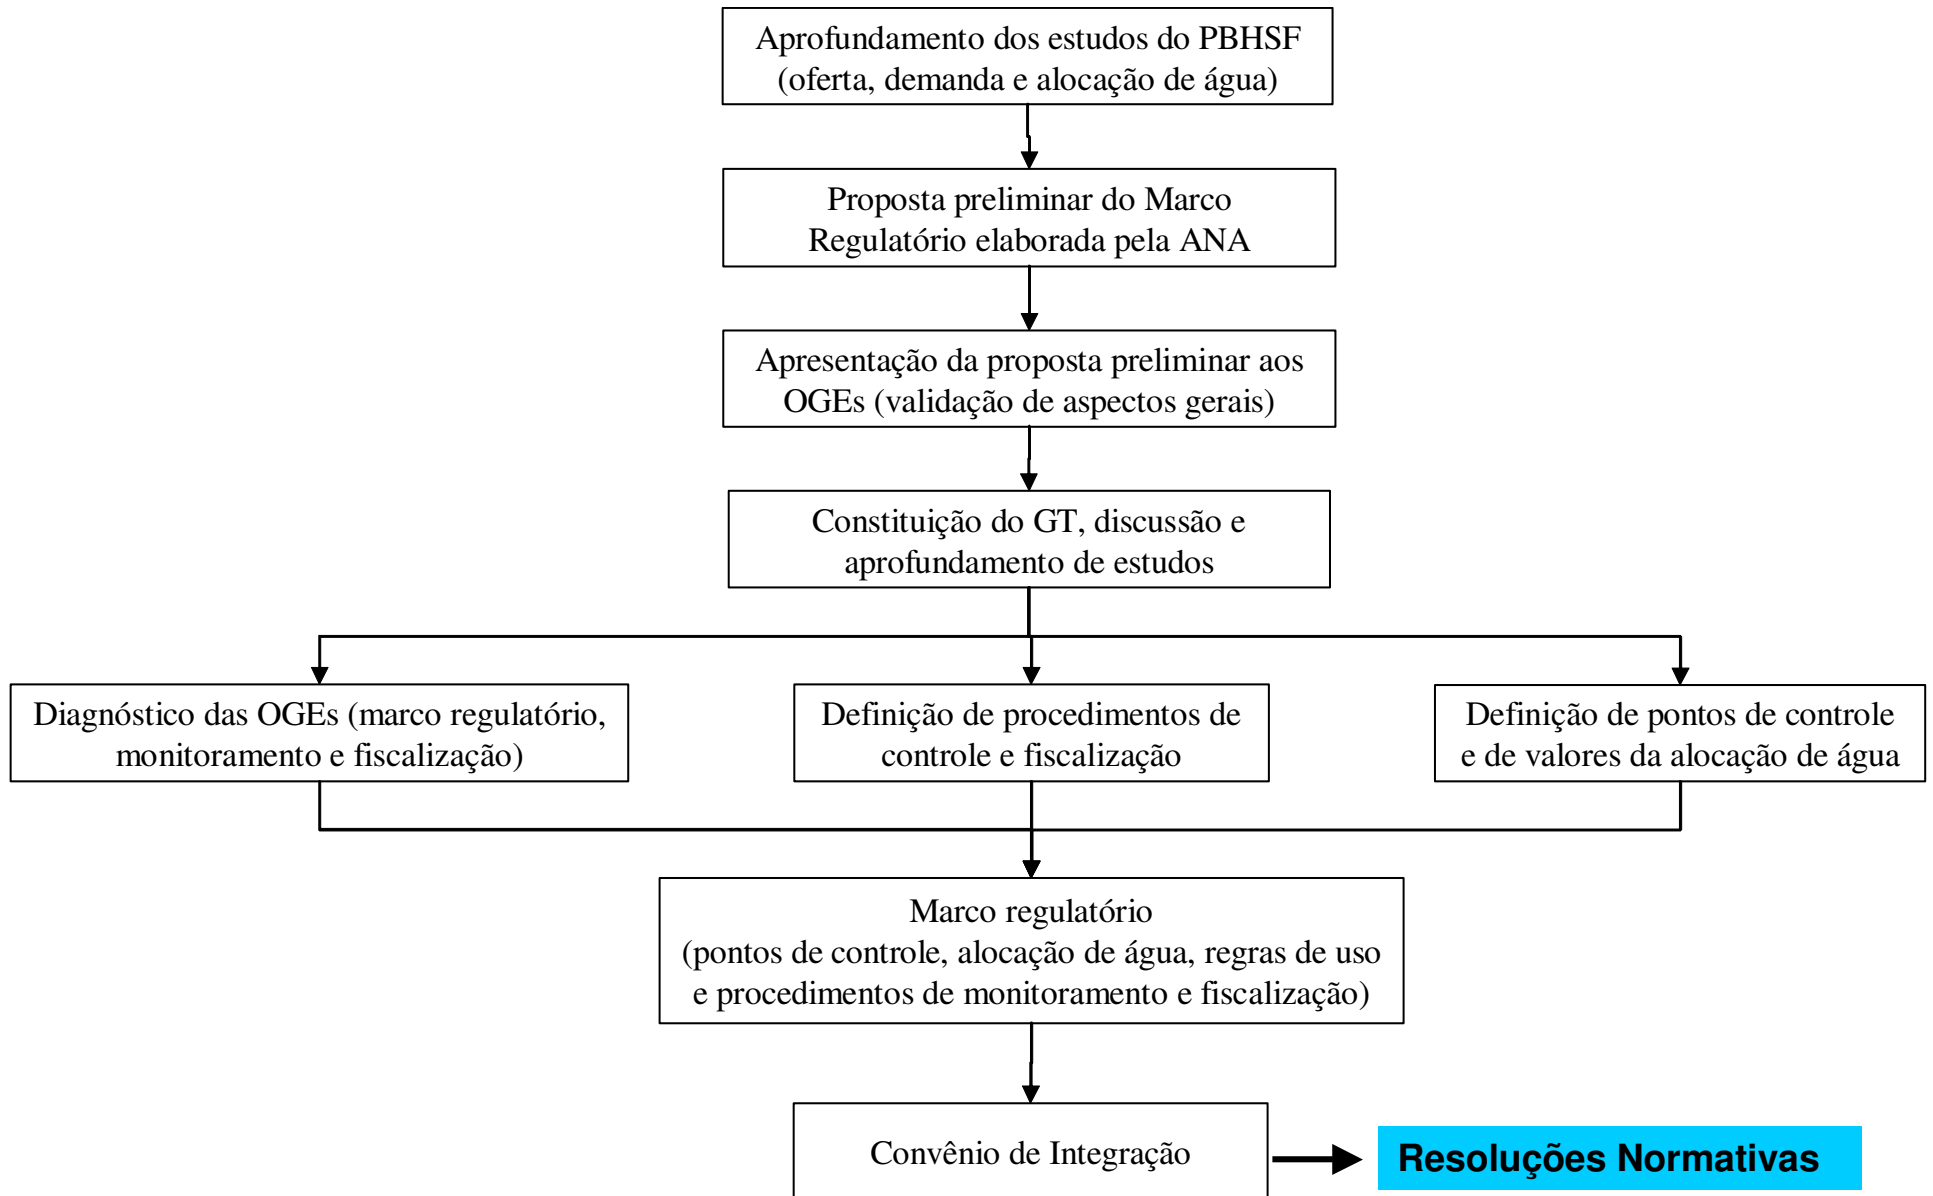 Aprofundamento dos estudos do PBHSF
(oferta, demanda e alocação de água)
Proposta preliminar do Marco
Regulatório elaborada pela ANA
Apresentação da proposta preliminar aos
OGEs (validação de aspectos gerais)
Constituição do GT, discussão e
aprofundamento de estudos
Diagnóstico das OGEs (marco regulatório,
monitoramento e fiscalização)
Definição de procedimentos de
controle e fiscalização
Definição de pontos de controle
e de valores da alocação de água
Marco regulatório
(pontos de controle, alocação de água, regras de uso
e procedimentos de monitoramento e fiscalização)
Convênio de Integração
Resoluções Normativas